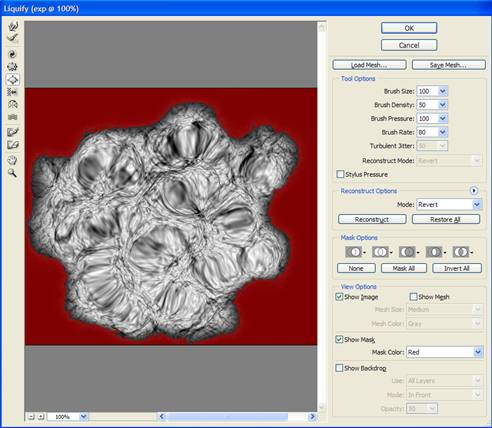 Liquify (exp @ 100%)
OK
Cancel
Load Mesh...
Save Mesh...
Tool Options
Brush Size: 100
Brush Density: 50
Brush Pressure: 100
Brush Rate: 80
Turbulent Jitter: 50
Reconstruct Mode: Revert
Stylus Pressure
Reconstruct Options
Mode: Revert
Reconstruct
Restore All
Mask Options
None
Mask All
Invert All
View Options
Show Image
Show Mesh
Mesh Size: Medium
Mesh Color: Gray
Show Mask
Mask Color: Red
Show Backdrop
Use: All Layers
Mode: In Front
Opacity: 50
100%